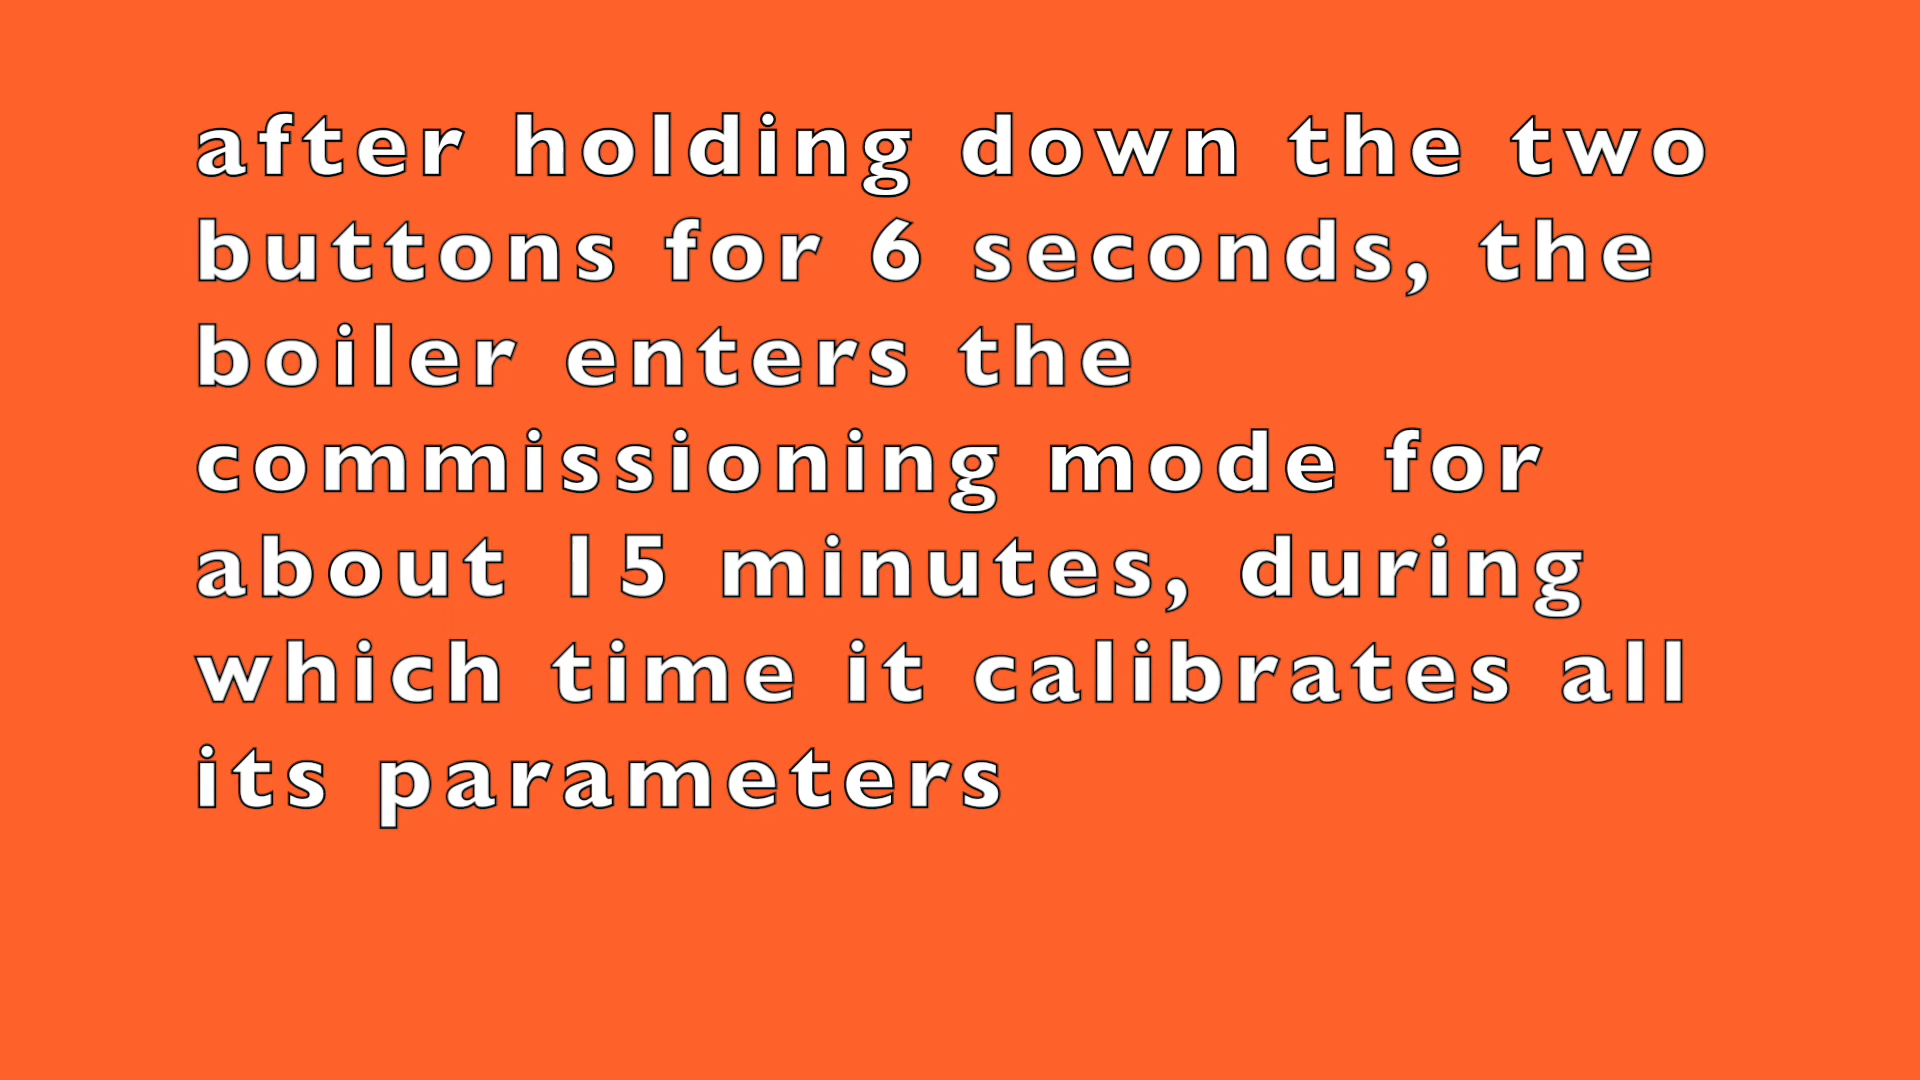 after holding down the two
buttons for 6 seconds, the
boiler enters the
commissioning mode for
about 15 minutes, during
which time it calibrates all
its parameters